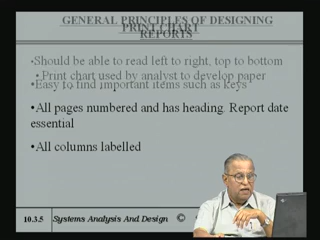 GENERAL PRINCIPLES OF DESIGNING
PRINT CHART
REPORTS
•Should be able to read left to right, top to bottom
• Print chart used by analyst to develop paper
•Easy to find important items such as keys
•All pages numbered and has heading. Report date
essential
•All columns labelled
10.3.5 Systems Analysis And Design ©